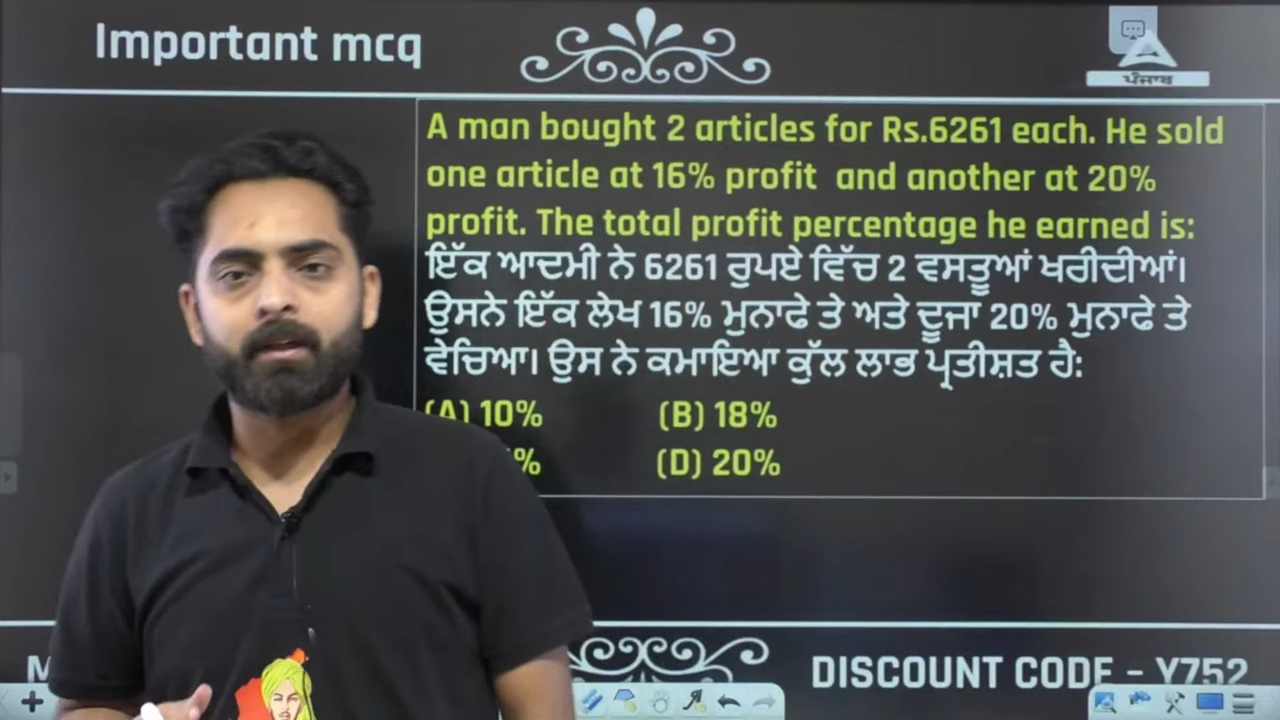 Important mcq
ਪੰਜਾਬ
A man bought 2 articles for Rs.6261 each. He sold
one article at 16% profit and another at 20%
profit. The total profit percentage he earned is:
ਇੱਕ ਆਦਮੀ ਨੇ 6261 ਰੁਪਏ ਵਿੱਚ 2 ਵਸਤੂਆਂ ਖਰੀਦੀਆਂ।
ਉਸਨੇ ਇੱਕ ਲੇਖ 16% ਮੁਨਾਫੇ ਤੇ ਅਤੇ ਦੂਜਾ 20% ਮੁਨਾਫੇ ਤੇ
ਵੇਚਿਆ। ਉਸ ਨੇ ਕਮਾਇਆ ਕੁੱਲ ਲਾਭ ਪ੍ਰਤੀਸ਼ਤ ਹੈ:
(A) 10% (B) 18%
% (D) 20%
DISCOUNT CODE - Y752